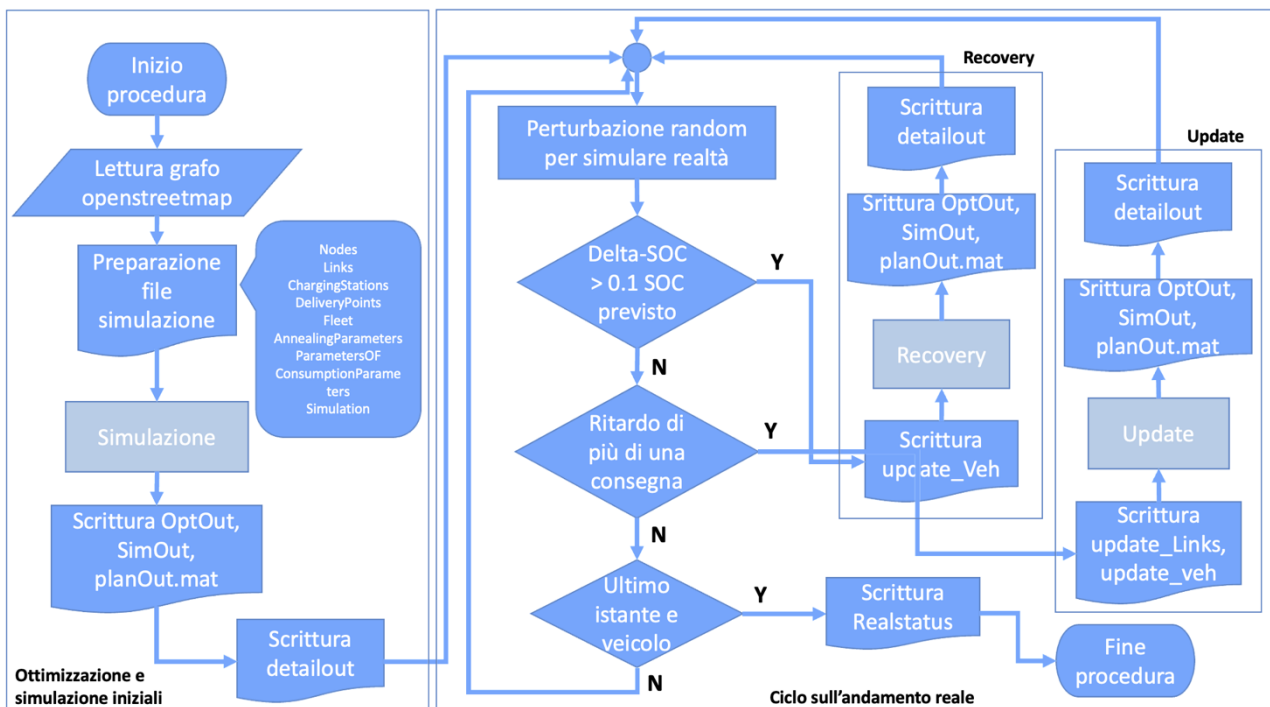 Inizio
procedura
Lettura grafo
openstreetmap
Preparazione
file
simulazione
Nodes
Links
ChargingStations
DeliveryPoints
Fleet
AnnealingParameters
ParametersOF
ConsumptionParame
ters
Simulation
Simulazione
Scrittura OptOut,
SimOut,
planOut.mat
Scrittura
detailout
Ottimizzazione e
simulazione iniziali
Perturbazione random
per simulare realtà
Delta-SOC
> 0.1 SOC
previsto
Y
N
Ritardo di
più di una
consegna
Y
N
Ultimo
istante e
veicolo
Y
N
Scrittura
Realstatus
Fine
procedura
Ciclo sull'andamento reale
Recovery
Scrittura
detailout
Srittura OptOut,
SimOut,
planOut.mat
Recovery
Scrittura
update_Veh
Update
Scrittura
detailout
Srittura OptOut,
SimOut,
planOut.mat
Update
Scrittura
update_Links,
update_veh